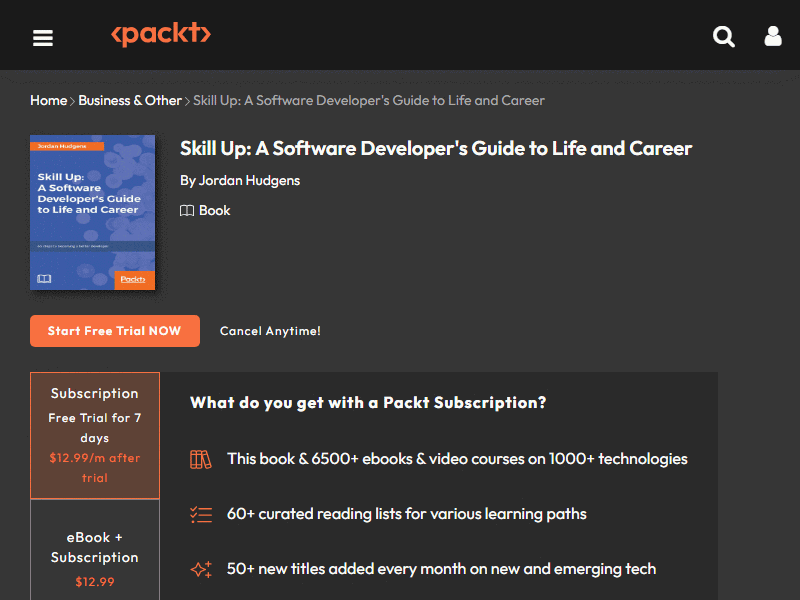 <packt>
Home > Business & Other > Skill Up: A Software Developer's Guide to Life and Career
Jordan Hudgens
Skill Up:
A Software
Developer's Guide
to Life and Career
Packt>
Skill Up: A Software Developer's Guide to Life and Career
By Jordan Hudgens
Book
Start Free Trial NOW
Cancel Anytime!
Subscription
Free Trial for 7
days
$12.99/m after
trial
eBook +
Subscription
$12.99
What do you get with a Packt Subscription?
This book & 6500+ ebooks & video courses on 1000+ technologies
60+ curated reading lists for various learning paths
50+ new titles added every month on new and emerging tech